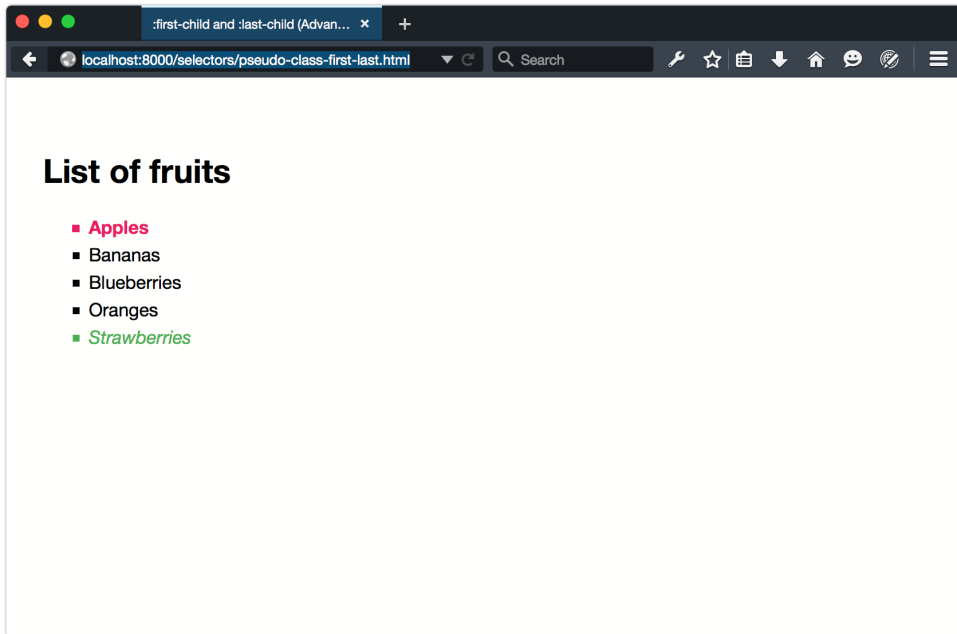 :first-child and :last-child (Advan...
localhost:8000/selectors/pseudo-class-first-last.html
Search
List of fruits
Apples
Bananas
Blueberries
Oranges
Strawberries